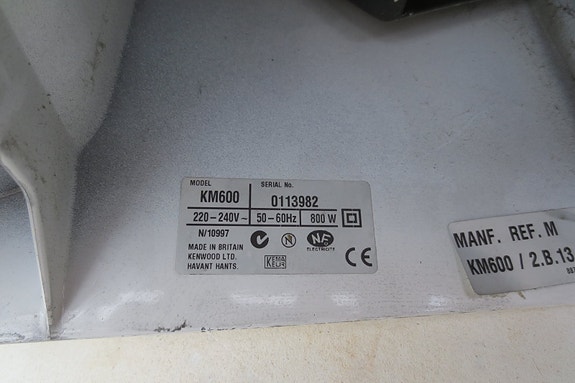 MODEL SERIAL No.
KM600 0113982
220-240V~ 50-60Hz 800 W
N/10997
MADE IN BRITAIN
KENWOOD LTD.
HAVANT HANTS.
N
NF
ELECTRICITE
KEMA
KEUR
CE
MANF. REF. M
KM600 / 2.8.13